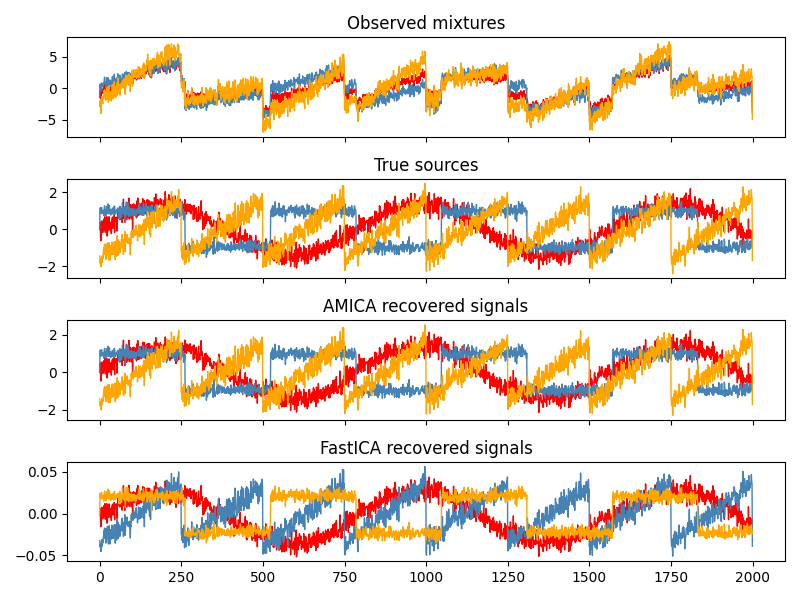 Observed mixtures
5
0
−5
True sources
2
0
−2
AMICA recovered signals
2
0
−2
FastICA recovered signals
0.05
0.00
−0.05
0 250 500 750 1000 1250 1500 1750 2000